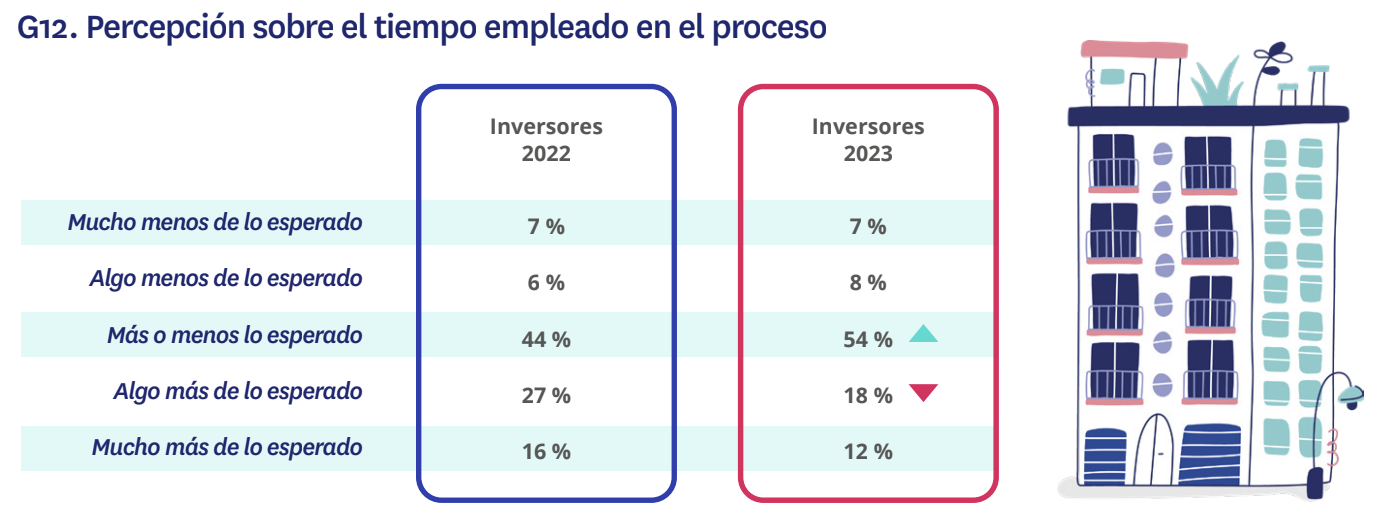 G12. Percepción sobre el tiempo empleado en el proceso
Inversores
2022
Inversores
2023
Mucho menos de lo esperado 7 % 7 %
Algo menos de lo esperado 6 % 8 %
Más o menos lo esperado 44 % 54 %
Algo más de lo esperado 27 % 18 %
Mucho más de lo esperado 16 % 12 %